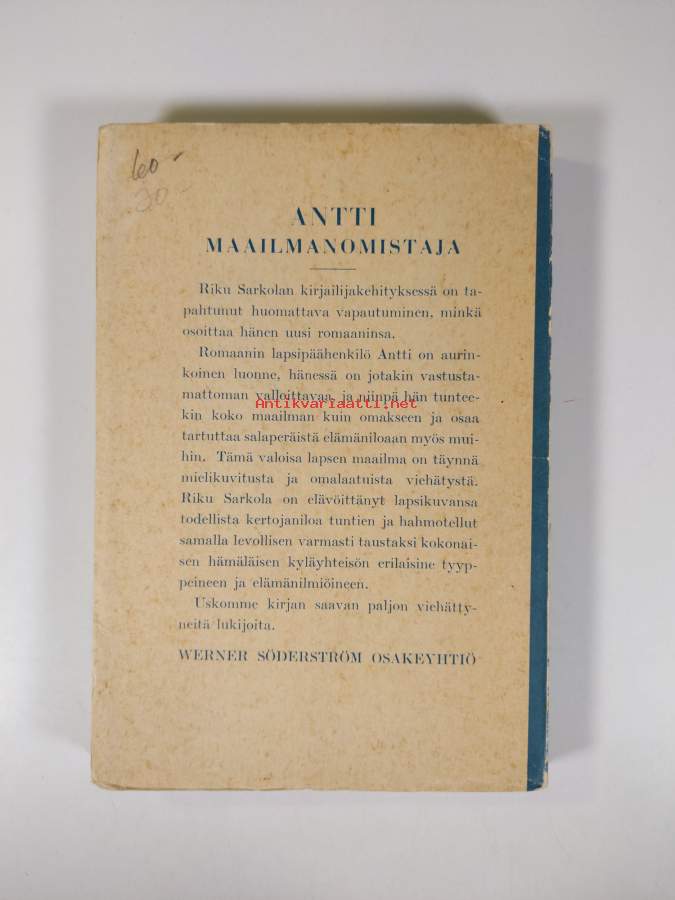 60-
20-
ANTTI
MAAILMANOMISTAJA
Riku Sarkolan kirjailijakehityksessä on ta-
pahtunut huomattava vapautuminen, minkä
osoittaa hänen uusi romaaninsa.
Romaanin lapsipäähenkilö Antti on aurin-
koinen luonne, hänessä on jotakin vastusta-
mattoman valloittavaa, ja niinpä hän tuntee-
Antikvariaatti.net
kin koko maailman kuin omakseen ja osaa
tartuttaa salaperäistä elämäniloaan myös mui-
hin. Tämä valoisa lapsen maailma on täynnä
mielikuvitusta ja omalaatuista viehätystä.
Riku Sarkola on elävöittänyt lapsikuvansa
todellista kertojaniloa tuntien ja hahmotellut
samalla levollisen varmasti taustaksi kokonai-
sen hämäläisen kyläyhteisön erilaisine tyyp-
peineen ja elämänilmiöineen.
Uskomme kirjan saavan paljon viehätty-
neitä lukijoita.
WERNER SÖDERSTRÖM OSAKEYHTIÖ